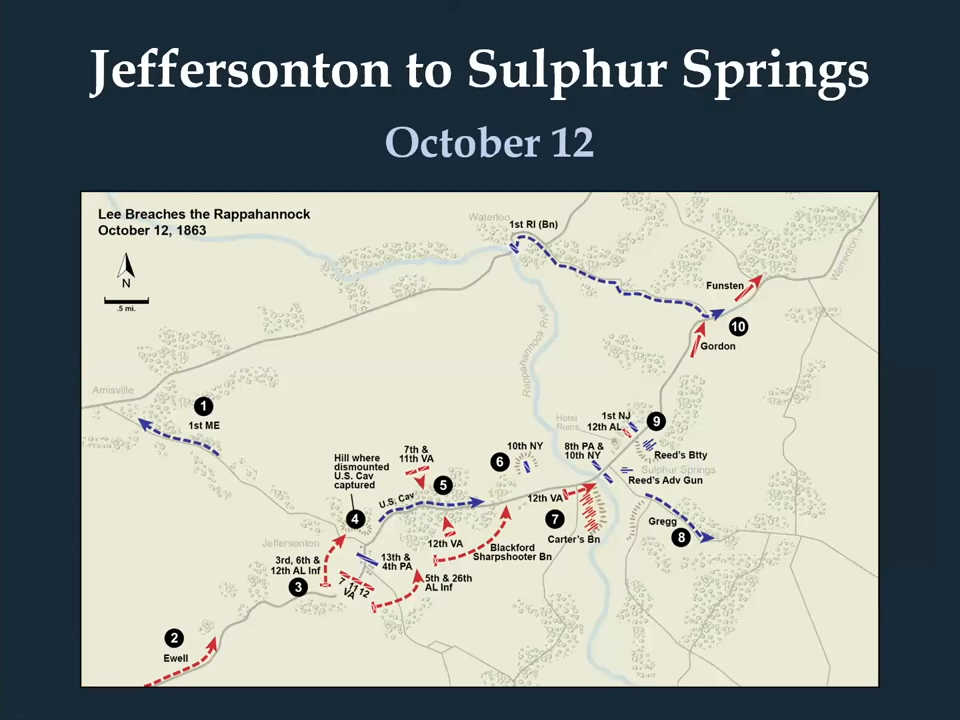 Jeffersonton to Sulphur Springs
October 12
Lee Breaches the Rappahannock
October 12, 1863
N
.5 mi.
Waterloo
1st RI (Bn)
Warrenton
Funsten
10
Gordon
Rappahannock River
Amissville
1
1st ME
Hotel
Ruins
1st NJ
12th AL
9
Reed's Btty
Hill where
dismounted
U.S. Cav
captured
7th &
11th VA
6
10th NY
8th PA &
10th NY
Sulphur Springs
Reed's Adv Gun
5
U.S. Cav
12th VA
4
7
Carter's Bn
Gregg
8
Jeffersonton
12th VA
Blackford
Sharpshooter Bn
3rd, 6th &
12th AL Inf
3
13th &
4th PA
7 11 12
VA
5th & 26th
AL Inf
2
Ewell